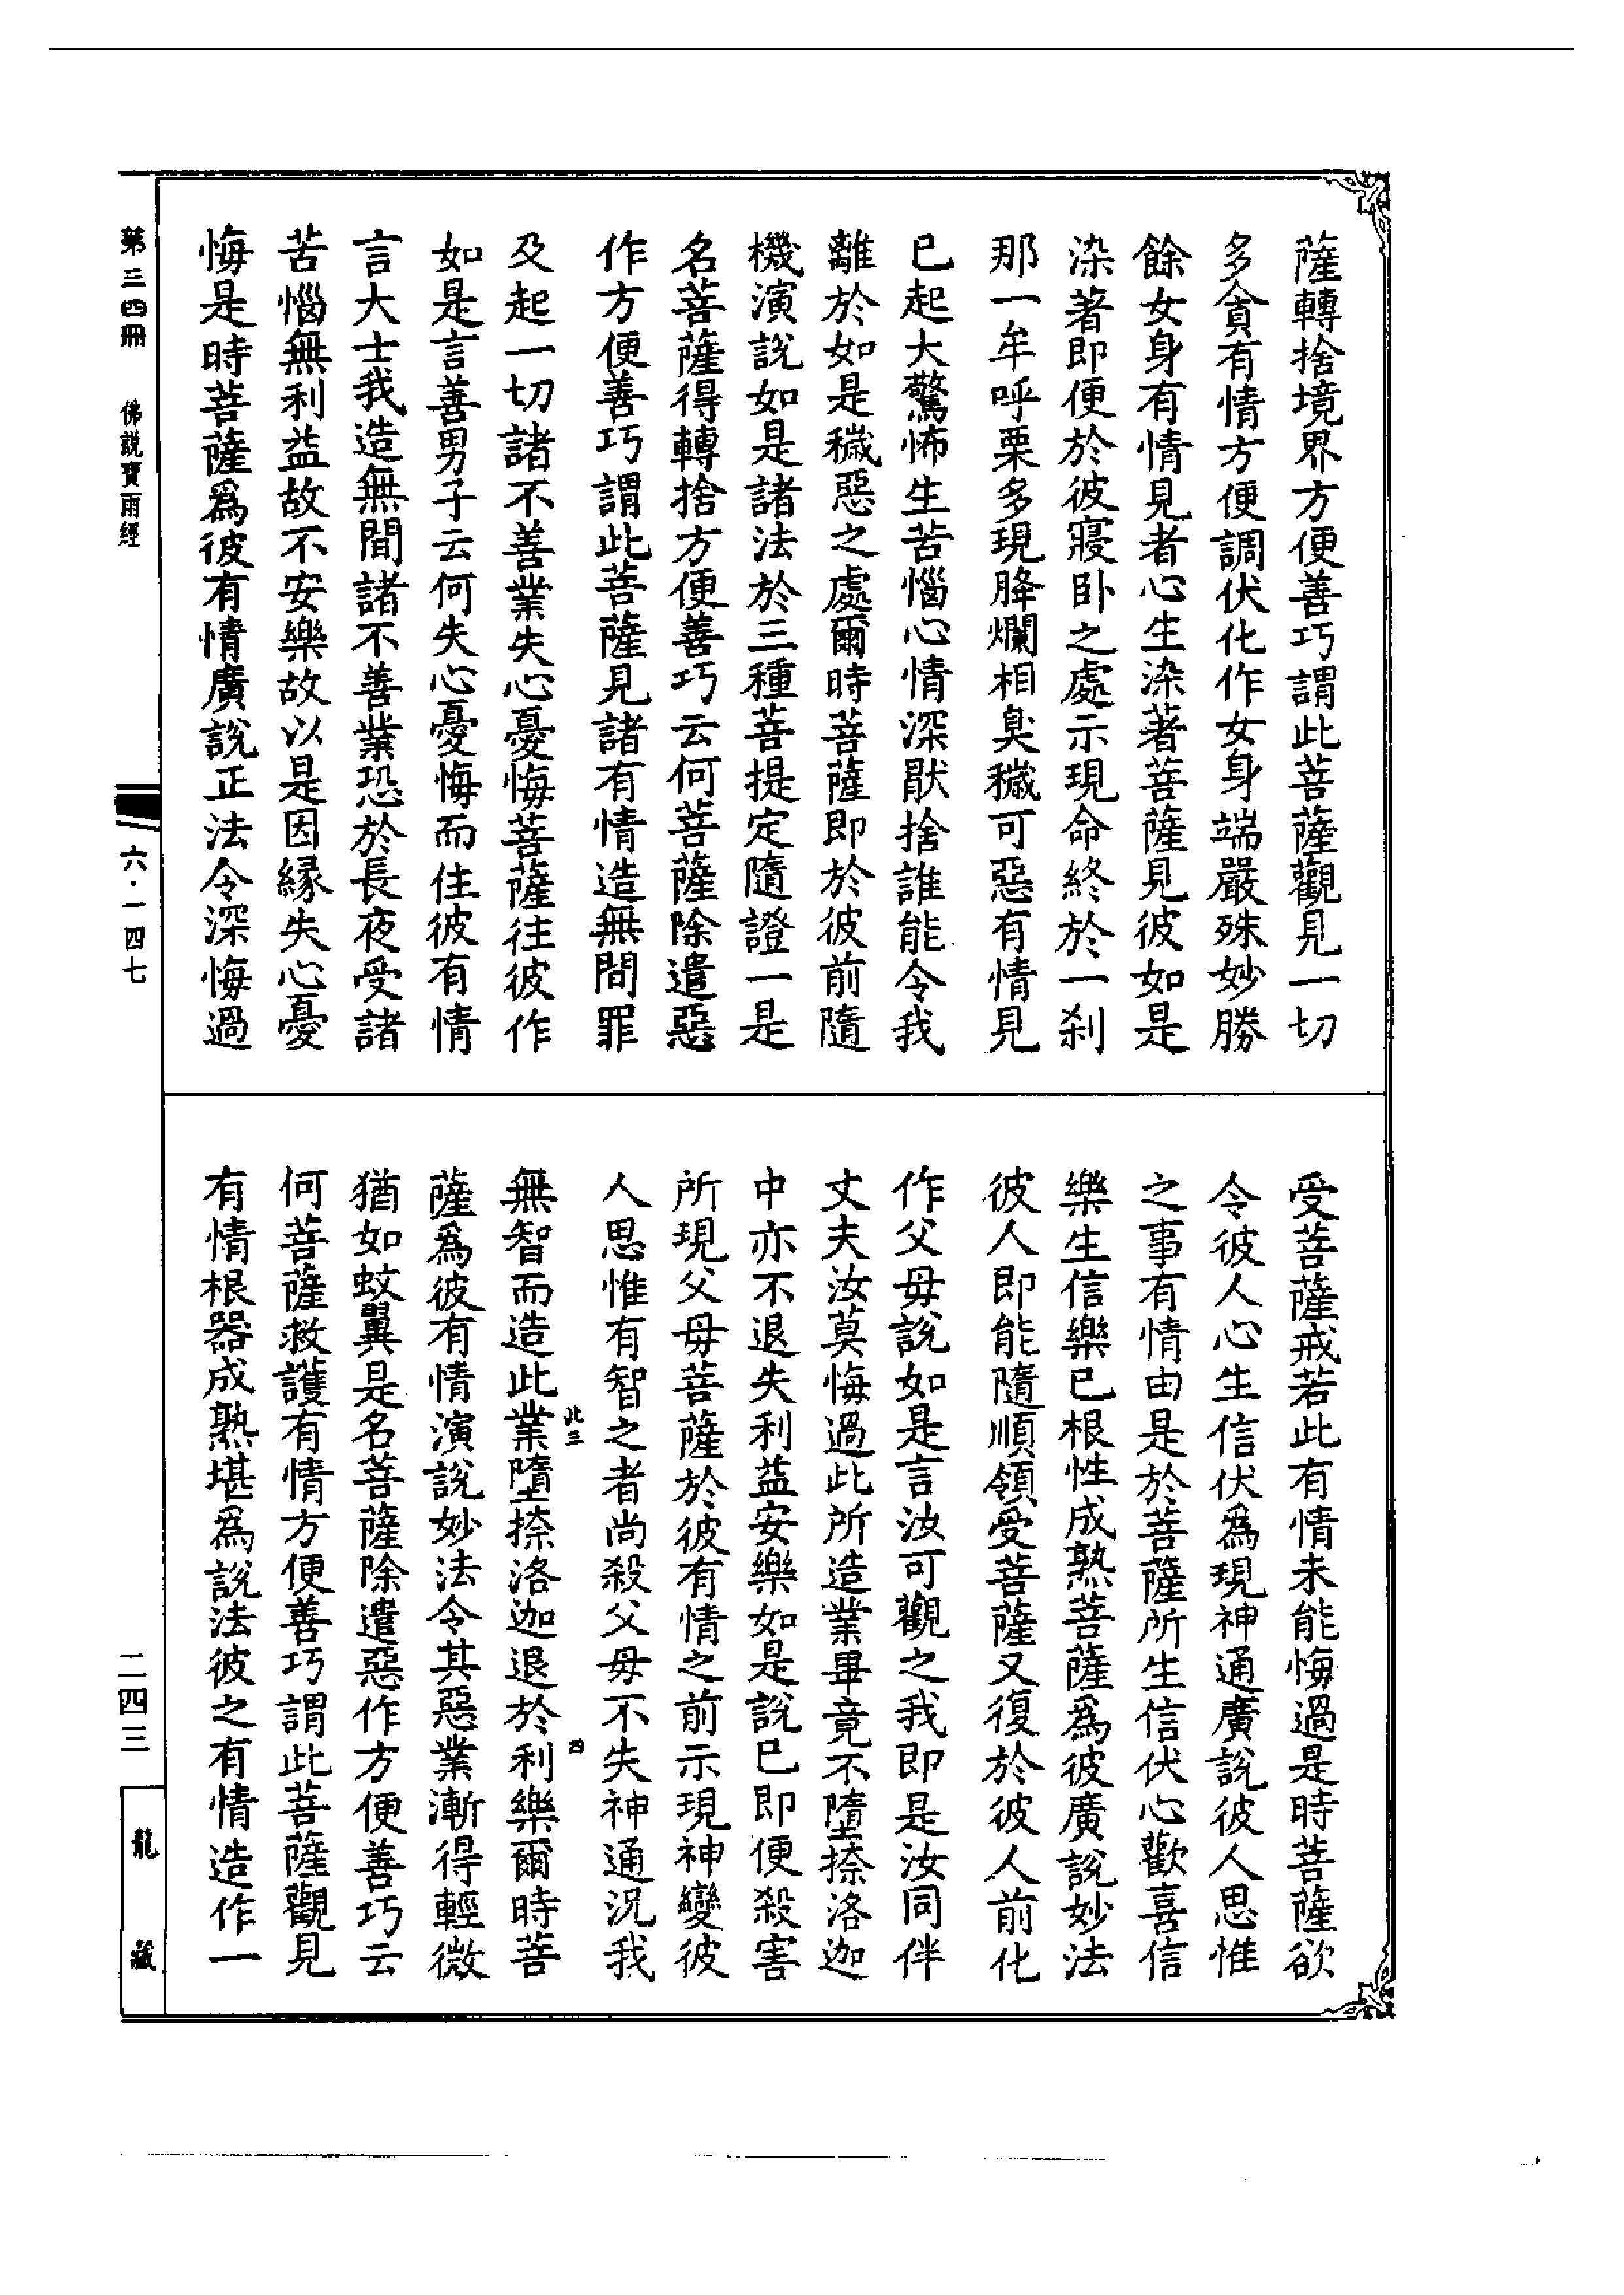 薩轉捨境界方便善巧謂此菩薩觀見一切
多貪有情方便調伏化作女身端嚴殊妙勝
餘女身有情見者心生染著菩薩見彼如是
染著即便於彼寢卧之處示現命終於一刹
那一牟呼栗多現胮爛相臭穢可惡有情見
已起大驚怖生苦惱心情深猒捨誰能令我
離於如是穢惡之處爾時菩薩即於彼前隨
機演說如是諸法於三種菩提定隨證一是
名菩薩得轉捨方便善巧云何菩薩除遣惡
作方便善巧謂此菩薩見諸有情造無間罪
及起一切諸不善業失心憂悔菩薩往彼作
如是言善男子云何失心憂悔而住彼有情
言大士我造無間諸不善業恐於長夜受諸
苦惱無利益故不安樂故以是因緣失心憂
悔是時菩薩爲彼有情廣說正法令深悔過
受菩薩戒若此有情未能悔過是時菩薩欲
令彼人心生信伏爲現神通廣說彼人思惟
之事有情由是於菩薩所生信伏心歡喜信
樂生信樂已根性成熟菩薩爲彼廣說妙法
彼人即能隨順領受菩薩又復於彼人前化
作父毋說如是言汝可觀之我即是汝同伴
丈夫汝莫悔過此所造業畢竟不墮捺洛迦
中亦不退失利益安樂如是說已即便殺害
所現父毋菩薩於彼有情之前示現神變彼
人思惟有智之者尚殺父毋不失神通況我
無智而造此業墮捺洛迦退於利樂爾時菩
此三
四
薩爲彼有情演說妙法令其惡業漸得輕微
猶如蚊翼是名菩薩除遣惡作方便善巧云
何菩薩救護有情方便善巧謂此菩薩觀見
有情根器成熟堪爲說法彼之有情造作一
第三四冊 佛說寶雨經
六·一四七
二四三
龍藏